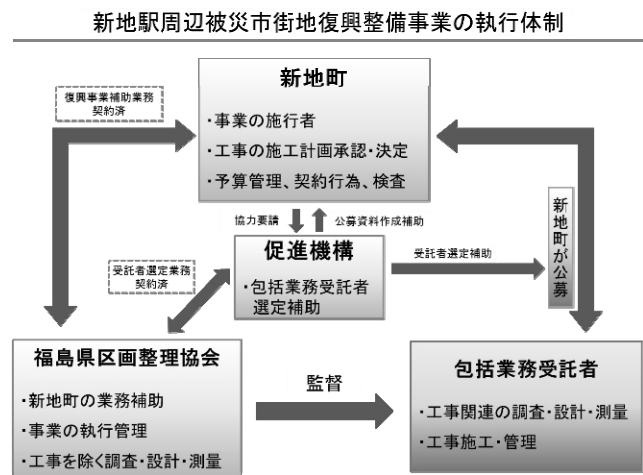 新地駅周辺被災市街地復興整備事業の執行体制
新地町
・事業の施行者
・工事の施工計画承認・決定
・予算管理、契約行為、検査
復興事業補助業務
契約済
協力要請
公募資料作成補助
促進機構
・包括業務受託者
選定補助
受託者選定補助
新地町が公募
受託者選定業務
契約済
福島県区画整理協会
・新地町の業務補助
・事業の執行管理
・工事を除く調査・設計・測量
監督
包括業務受託者
・工事関連の調査・設計・測量
・工事施工・管理